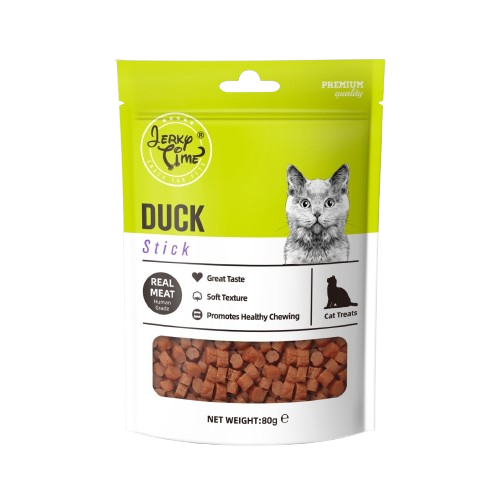 PREMIUM
quality
JERKY
TIME®
DUCK
Stick
REAL
MEAT
Human
Grade
Great Taste
Soft Texture
Promotes Healthy Chewing
Cat Treats
NET WEIGHT:80g ℮